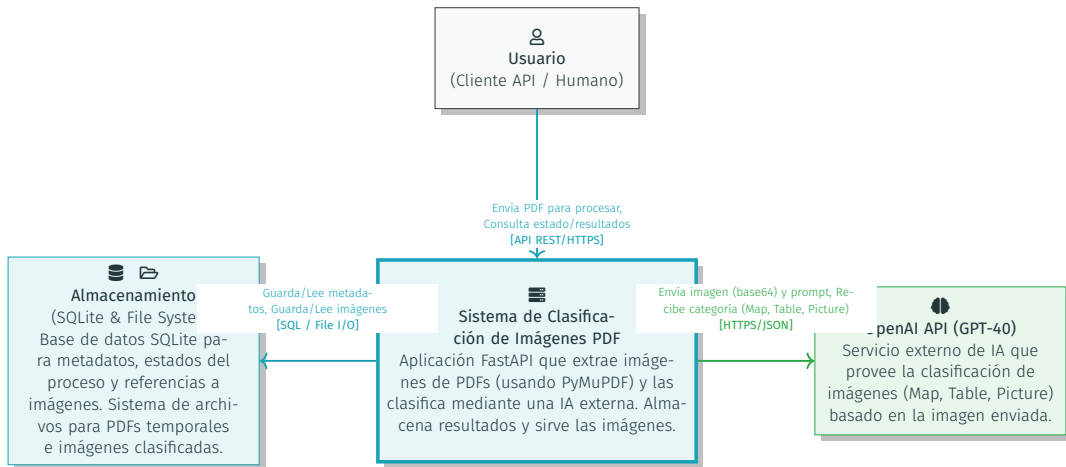 Usuario
(Cliente API / Humano)
Envía PDF para procesar,
Consulta estado/resultados
[API REST/HTTPS]
Almacenamiento
(SQLite & File Syste
Base de datos SQLite pa-
ra metadatos, estados del
proceso y referencias a
imágenes. Sistema de archi-
vos para PDFs temporales
e imágenes clasificadas.
Guarda/Lee metada-
tos, Guarda/Lee imágenes
[SQL / File I/O]
Sistema de Clasifica-
ción de Imágenes PDF
Aplicación FastAPI que extrae imáge-
nes de PDFs (usando PyMuPDF) y las
clasifica mediante una IA externa. Alma-
cena resultados y sirve las imágenes.
Envía imagen (base64) y prompt, Re-
cibe categoría (Map, Table, Picture)
[HTTPS/JSON]
OpenAI API (GPT-4O)
Servicio externo de IA que
provee la clasificación de
imágenes (Map, Table, Picture)
basado en la imagen enviada.